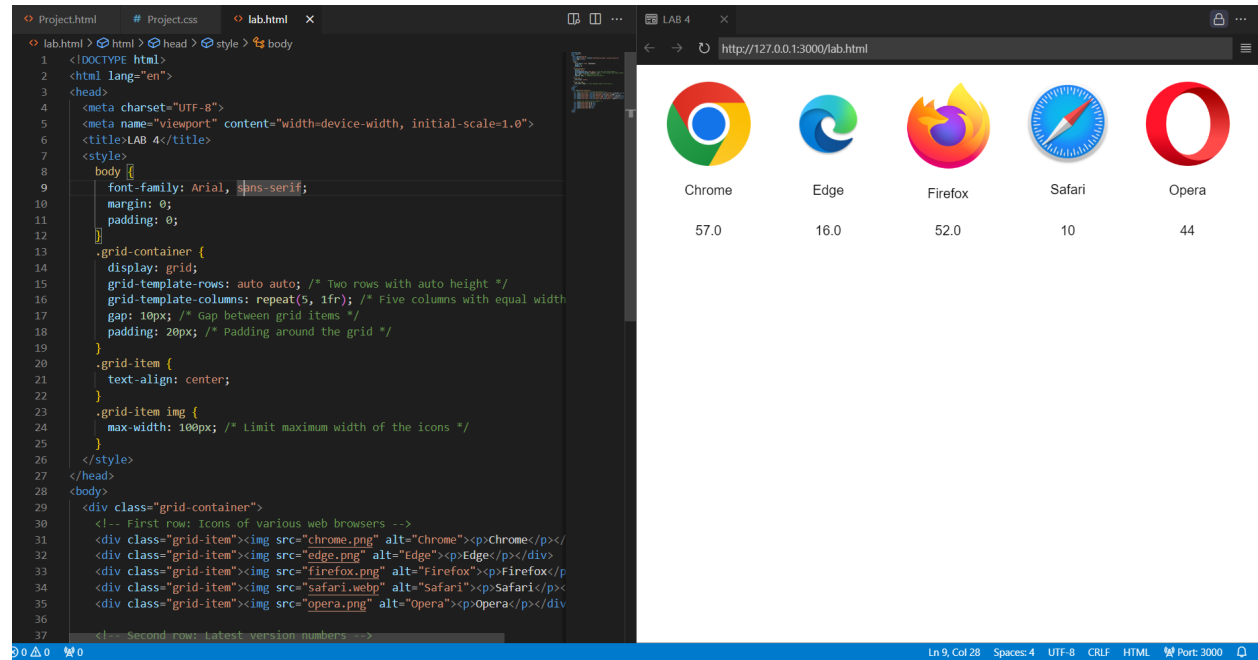 Project.html # Project.css lab.html × ···
lab.html > html > head > style > body
1 <!DOCTYPE html>
2 <html lang="en">
3 <head>
4 <meta charset="UTF-8">
5 <meta name="viewport" content="width=device-width, initial-scale=1.0">
6 <title>LAB 4</title>
7 <style>
8 body {
9 font-family: Arial, sans-serif;
10 margin: 0;
11 padding: 0;
12 }
13 .grid-container {
14 display: grid;
15 grid-template-rows: auto auto; /* Two rows with auto height */
16 grid-template-columns: repeat(5, 1fr); /* Five columns with equal width
17 gap: 10px; /* Gap between grid items */
18 padding: 20px; /* Padding around the grid */
19 }
20 .grid-item {
21 text-align: center;
22 }
23 .grid-item img {
24 max-width: 100px; /* Limit maximum width of the icons */
25 }
26 </style>
27 </head>
28 <body>
29 <div class="grid-container">
30 <!-- First row: Icons of various web browsers -->
31 <div class="grid-item"><img src="chrome.png" alt="Chrome"><p>Chrome</p></
32 <div class="grid-item"><img src="edge.png" alt="Edge"><p>Edge</p></div>
33 <div class="grid-item"><img src="firefox.png" alt="Firefox"><p>Firefox</p
34 <div class="grid-item"><img src="safari.webp" alt="Safari"><p>Safari</p><
35 <div class="grid-item"><img src="opera.png" alt="Opera"><p>Opera</p></div
36
37 <!-- Second row: Latest version numbers -->
LAB 4 × ···
http://127.0.0.1:3000/lab.html
Chrome Edge Firefox Safari Opera
57.0 16.0 52.0 10 44
0 0 0 Ln 9, Col 28 Spaces: 4 UTF-8 CRLF HTML Port: 3000